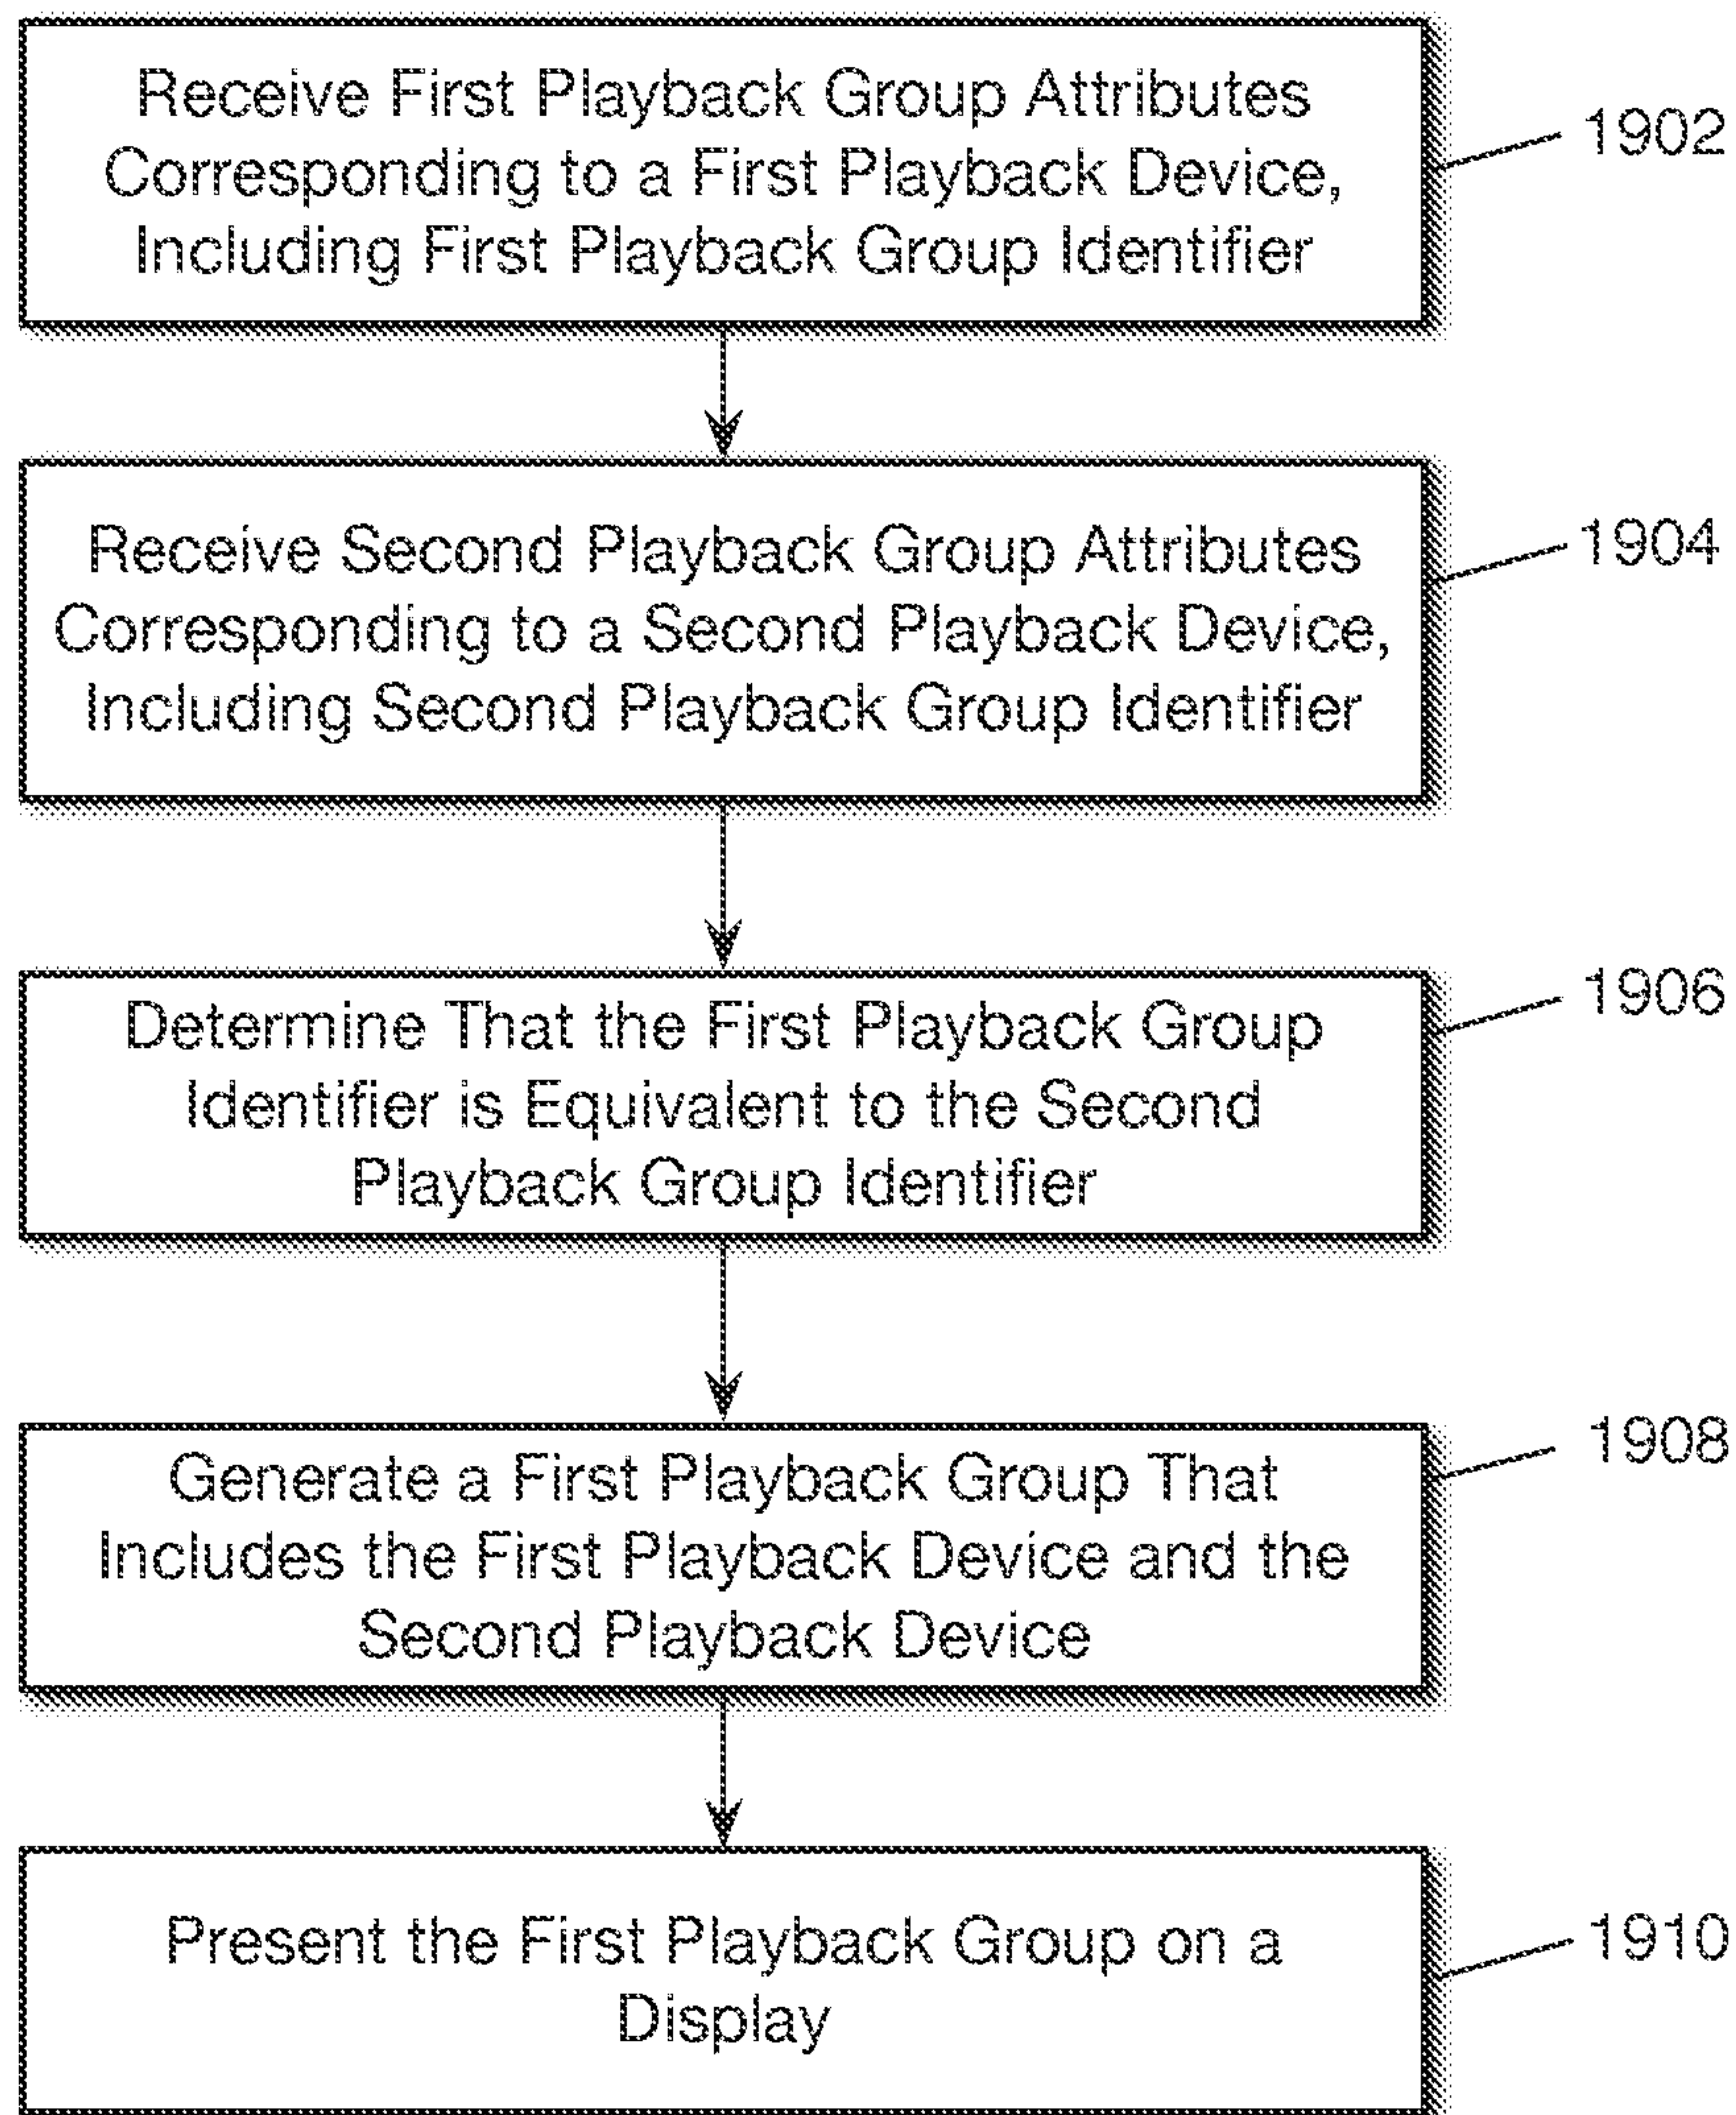 Receive First Playback Group Attributes
Corresponding to a First Playback Device,
Including First Playback Group Identifier
1902
Receive Second Playback Group Attributes
Corresponding to a Second Playback Device,
Including Second Playback Group Identifier
1904
Determine That the First Playback Group
Identifier is Equivalent to the Second
Playback Group Identifier
1906
Generate a First Playback Group That
Includes the First Playback Device and the
Second Playback Device
1908
Present the First Playback Group on a
Display
1910